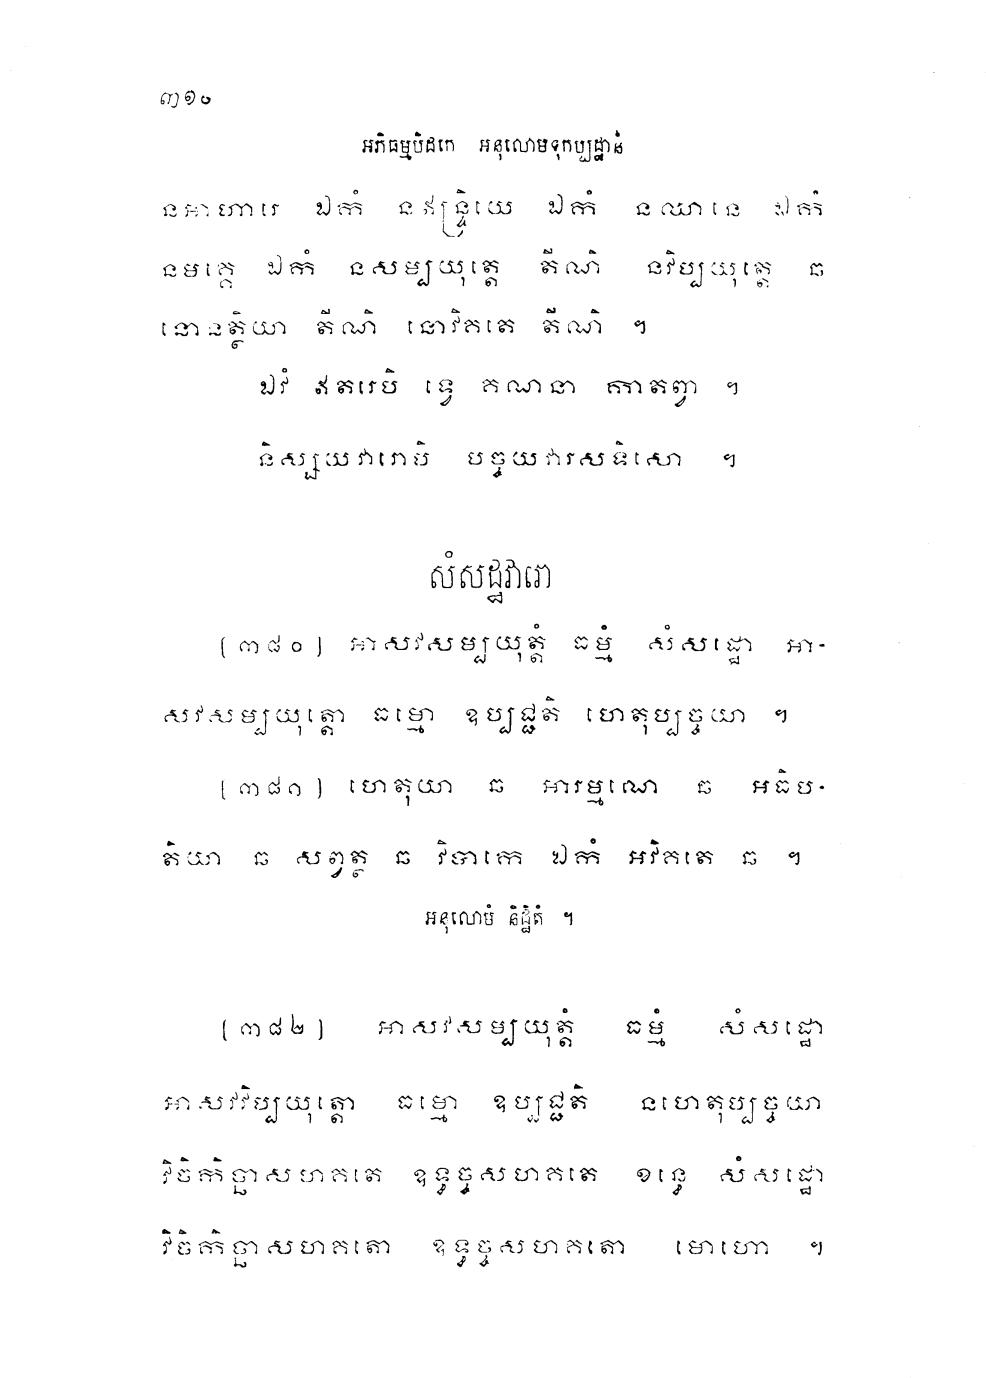 ៣១០
អភិធម្មបិដកេ អនុលោមទុកប្បដ្ឋានំ
នអាហារេ ឯកំ នឥន្ទ្រិយេ ឯកំ នឈានេ ឯកំ
នមគ្គេ ឯកំ នសម្បយុត្តេ តីណិ នវិប្បយុត្តេ ឆ
នោនត្ថិយា តីណិ នោវិគតេ តីណិ ។
ឯវំ ឥតរេបិ ទ្វេ គណនា កាតព្វា ។
និស្សយវារោបិ បច្ចយវារសទិសោ ។
សំសដ្ឋវារោ
(៣៨០) អាសវសម្បយុត្តំ ធម្មំ សំសដ្ឋោ អា-
សវសម្បយុត្តោ ធម្មោ ឧប្បជ្ជតិ ហេតុប្បច្ចយា ។
(៣៨១) ហេតុយា ឆ អារម្មណេ ឆ អធិប-
តិយា ឆ សព្វត្ថ ឆ វិបាកេ ឯកំ អវិគតេ ឆ ។
អនុលោមំ និដ្ឋិតំ ។
(៣៨២) អាសវសម្បយុត្តំ ធម្មំ សំសដ្ឋោ
អាសវវិប្បយុត្តោ ធម្មោ ឧប្បជ្ជតិ នហេតុប្បច្ចយា
វិចិកិច្ឆាសហគតេ ឧទ្ធច្ចសហគតេ ខន្ធេ សំសដ្ឋោ
វិចិកិច្ឆាសហគតោ ឧទ្ធច្ចសហគតោ មោហោ ។